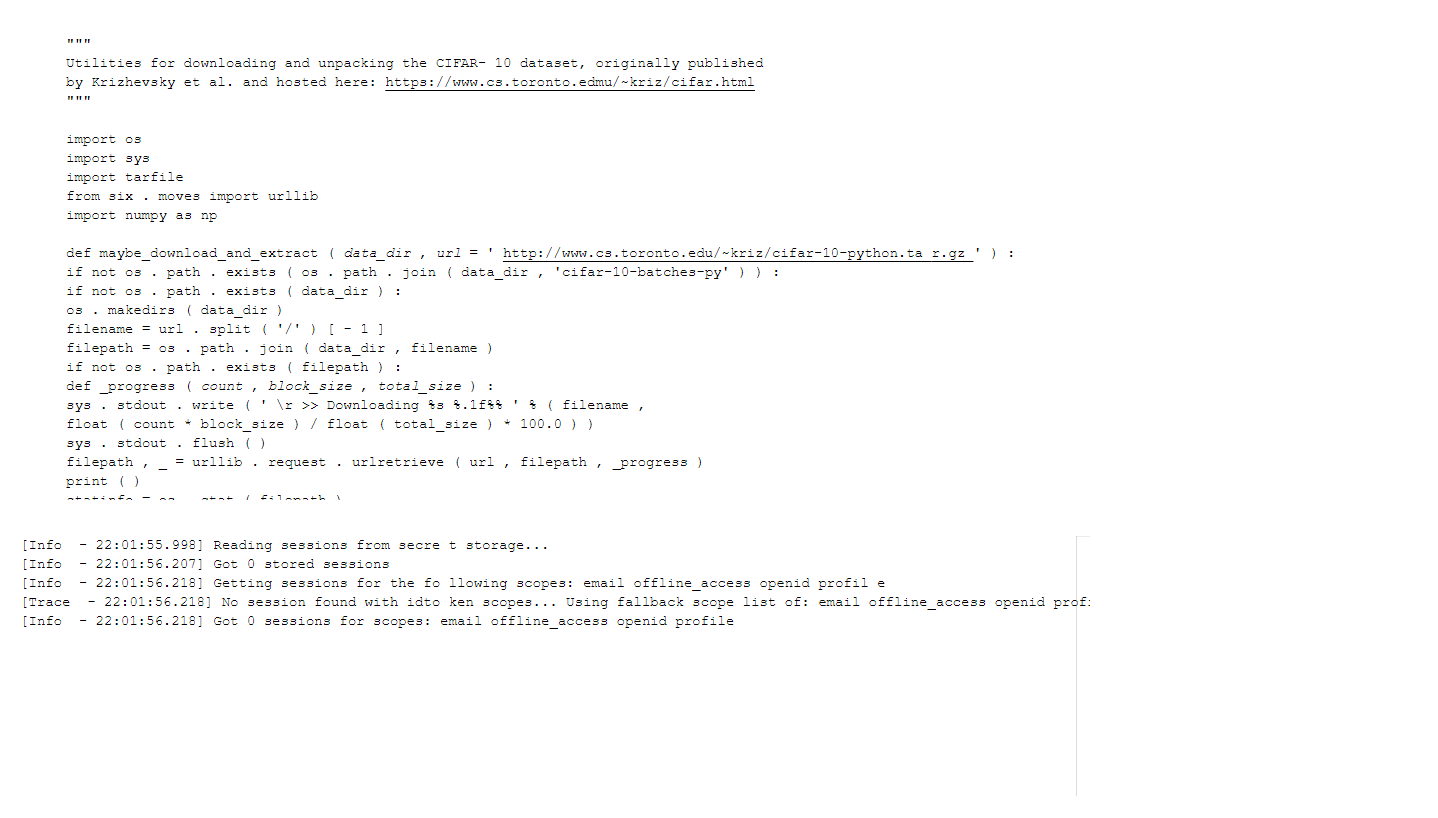 """
Utilities for downloading and unpacking the CIFAR- 10 dataset, originally published
by Krizhevsky et al. and hosted here: https://www.cs.toronto.edmu/~kriz/cifar.html
"""
import os
import sys
import tarfile
from six . moves import urllib
import numpy as np
def maybe_download_and_extract ( data_dir , url = ' http://www.cs.toronto.edu/~kriz/cifar-10-python.ta r.gz ' ) :
if not os . path . exists ( os . path . join ( data_dir , 'cifar-10-batches-py' ) ) :
if not os . path . exists ( data_dir ) :
os . makedirs ( data_dir )
filename = url . split ( '/' ) [ - 1 ]
filepath = os . path . join ( data_dir , filename )
if not os . path . exists ( filepath ) :
def _progress ( count , block_size , total_size ) :
sys . stdout . write ( ' \r >> Downloading %s %.1f%% ' % ( filename ,
float ( count * block_size ) / float ( total_size ) * 100.0 ) )
sys . stdout . flush ( )
filepath , _ = urllib . request . urlretrieve ( url , filepath , _progress )
print ( )
statinfo = os . stat ( filepath )
[Info  - 22:01:55.998] Reading sessions from secre t storage...
[Info  - 22:01:56.207] Got 0 stored sessions
[Info  - 22:01:56.218] Getting sessions for the fo llowing scopes: email offline_access openid profil e
[Trace  - 22:01:56.218] No session found with idto ken scopes... Using fallback scope list of: email offline_access openid prof
[Info  - 22:01:56.218] Got 0 sessions for scopes: email offline_access openid profile